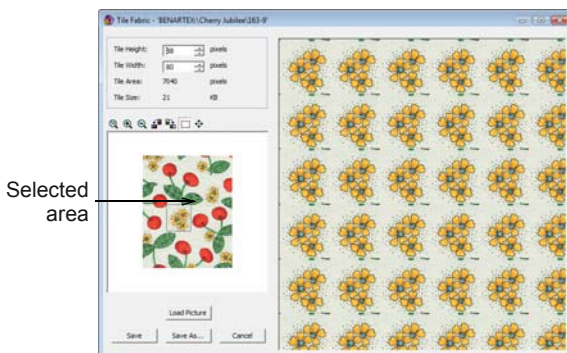 Tile Fabric - 'BENARTEX\Cherry Jubilee\163-9'
Tile Height: 88 pixels
Tile Width: 80 pixels
Tile Area: 7040 pixels
Tile Size: 21 KB
Selected
area
Load Picture
Save Save As... Cancel